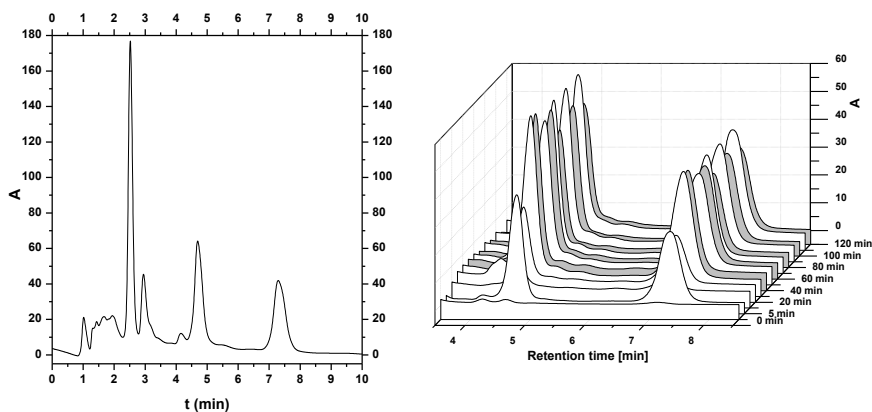 0 1 2 3 4 5 6 7 8 9 10
180 180
160 160
140 140
120 120
100 100
80 80
60 60
40 40
20 20
0 0
A
0 1 2 3 4 5 6 7 8 9 10
t (min)
60
50
40
30
20
10
0
A
120 min
100 min
80 min
60 min
40 min
20 min
5 min
0 min
4 5 6 7 8
Retention time [min]